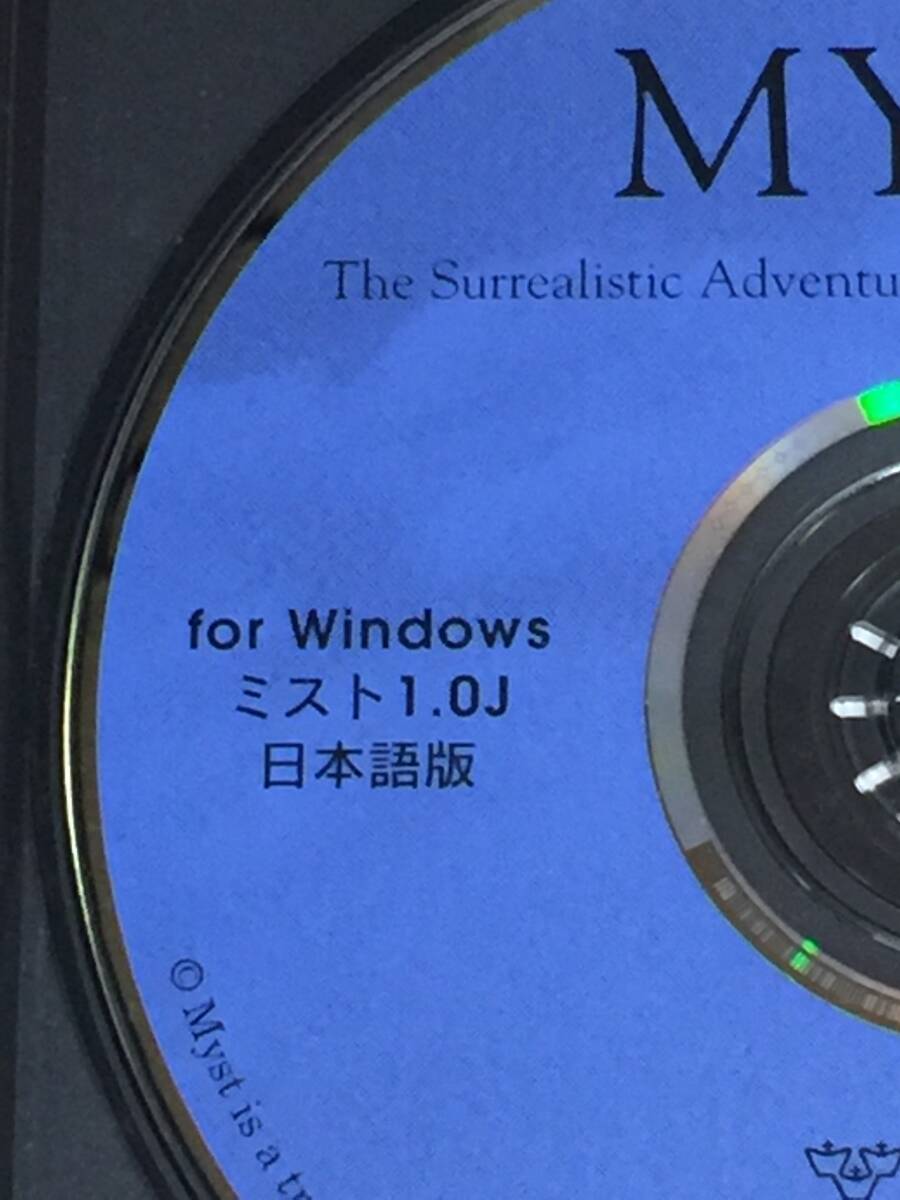 MY
The Surrealistic Adventu
for Windows
ミスト1.0J
日本語版
© Myst is a tr